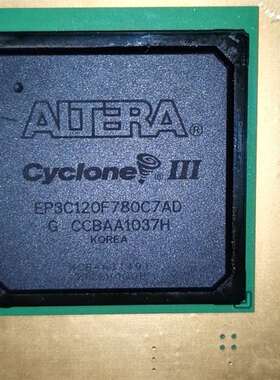 ALTERA®
Cyclone III
EP3C120F780C7AD
G CCBAA1037H
KOREA